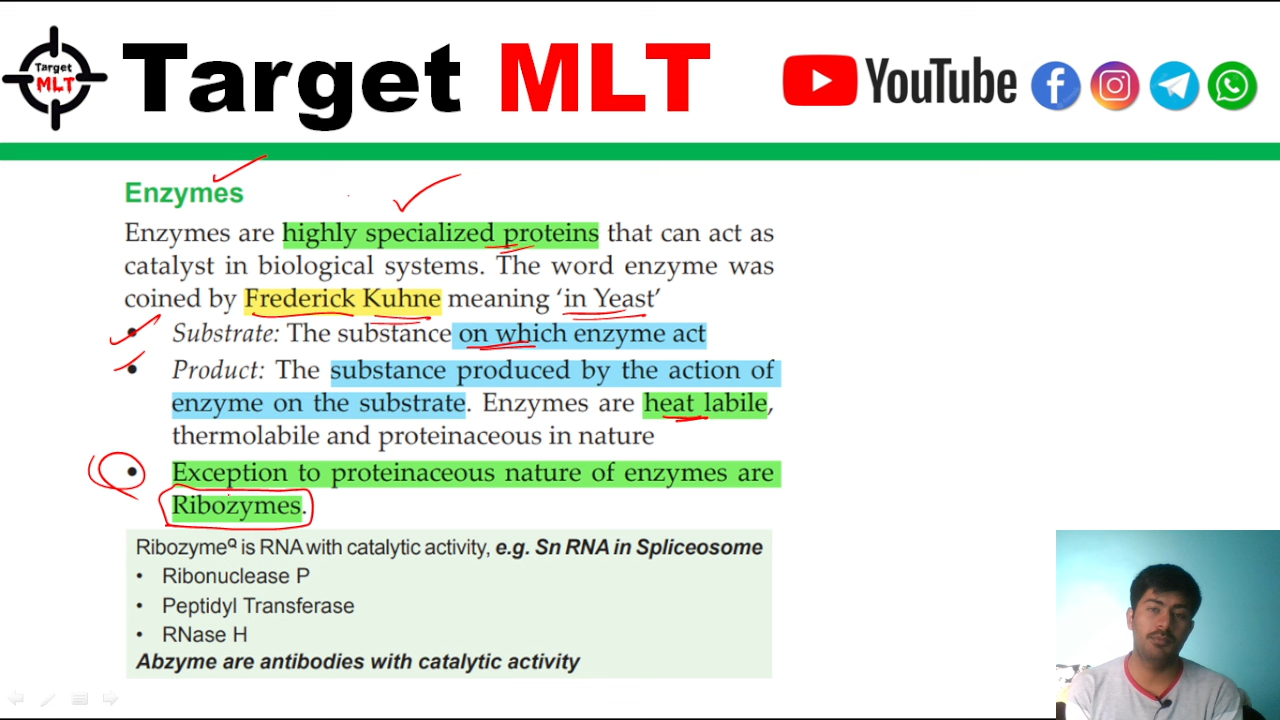 Target
MLT
Target MLT
YouTube
Enzymes
Enzymes are highly specialized proteins that can act as
catalyst in biological systems. The word enzyme was
coined by Frederick Kuhne meaning ‘in Yeast’
• Substrate: The substance on which enzyme act
• Product: The substance produced by the action of
enzyme on the substrate. Enzymes are heat labile,
thermolabile and proteinaceous in nature
• Exception to proteinaceous nature of enzymes are
Ribozymes.
Ribozymeᑫ is RNA with catalytic activity, e.g. Sn RNA in Spliceosome
• Ribonuclease P
• Peptidyl Transferase
• RNase H
Abzyme are antibodies with catalytic activity